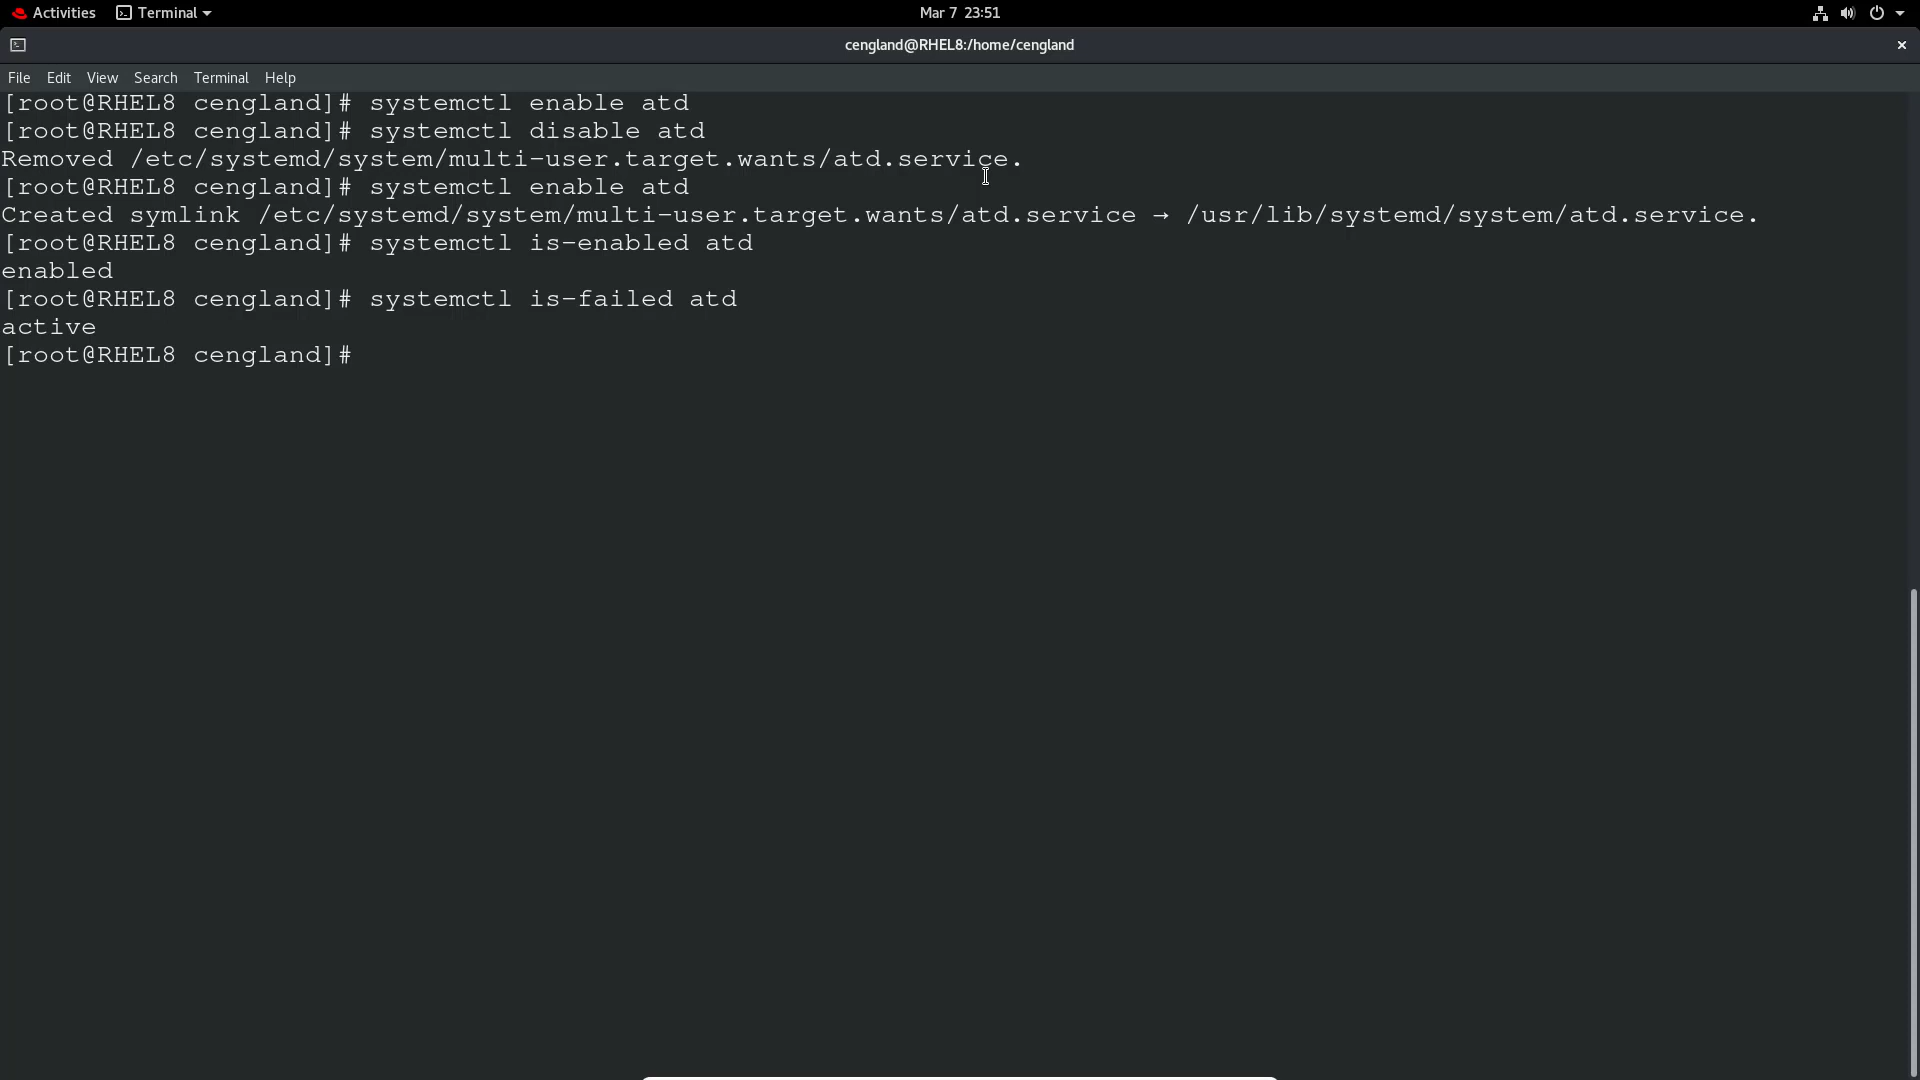 Activities Terminal Mar 7 23:51
cengland@RHEL8:/home/cengland
File Edit View Search Terminal Help
[root@RHEL8 cengland]# systemctl enable atd
[root@RHEL8 cengland]# systemctl disable atd
Removed /etc/systemd/system/multi-user.target.wants/atd.service.
[root@RHEL8 cengland]# systemctl enable atd
Created symlink /etc/systemd/system/multi-user.target.wants/atd.service → /usr/lib/systemd/system/atd.service.
[root@RHEL8 cengland]# systemctl is-enabled atd
enabled
[root@RHEL8 cengland]# systemctl is-failed atd
active
[root@RHEL8 cengland]#